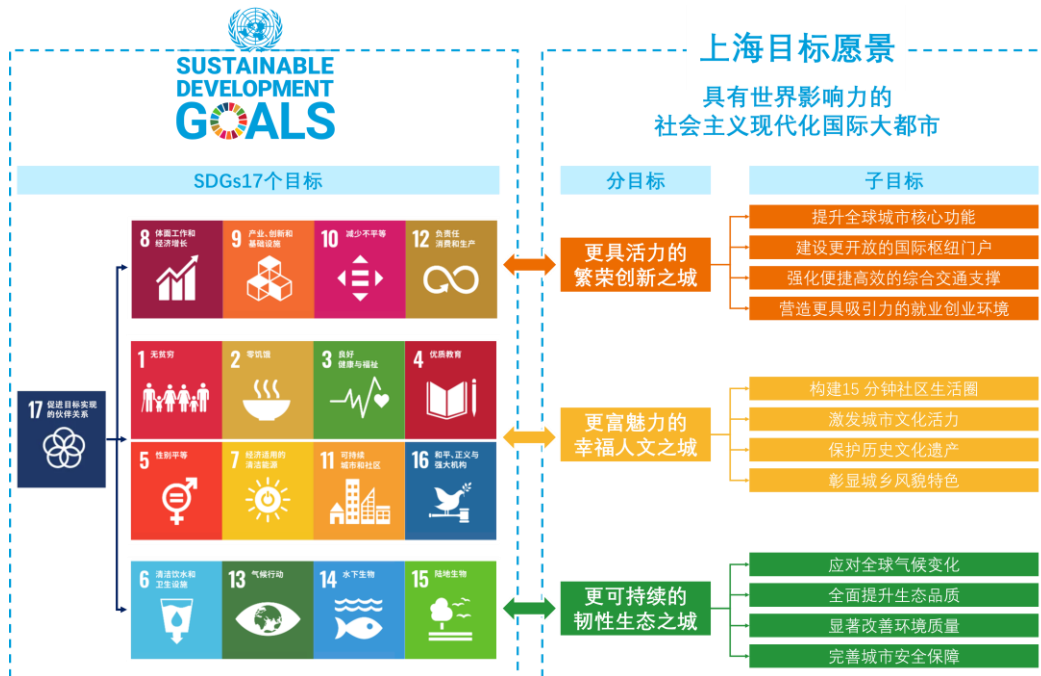 SUSTAINABLE
DEVELOPMENT
GOALS
上海目标愿景
具有世界影响力的
社会主义现代化国际大都市
SDGs17个目标
分目标
子目标
8 体面工作和
经济增长
9 产业、创新和
基础设施
10 减少不平等
12 负责任
消费和生产
更具活力的
繁荣创新之城
提升全球城市核心功能
建设更开放的国际枢纽门户
强化便捷高效的综合交通支撑
营造更具吸引力的就业创业环境
1 无贫穷
2 零饥饿
3 良好
健康与福祉
4 优质教育
17 促进目标实现
的伙伴关系
5 性别平等
7 经济适用的
清洁能源
11 可持续
城市和社区
16 和平、正义与
强大机构
更富魅力的
幸福人文之城
构建15 分钟社区生活圈
激发城市文化活力
保护历史文化遗产
彰显城乡风貌特色
6 清洁饮水和
卫生设施
13 气候行动
14 水下生物
15 陆地生物
更可持续的
韧性生态之城
应对全球气候变化
全面提升生态品质
显著改善环境质量
完善城市安全保障